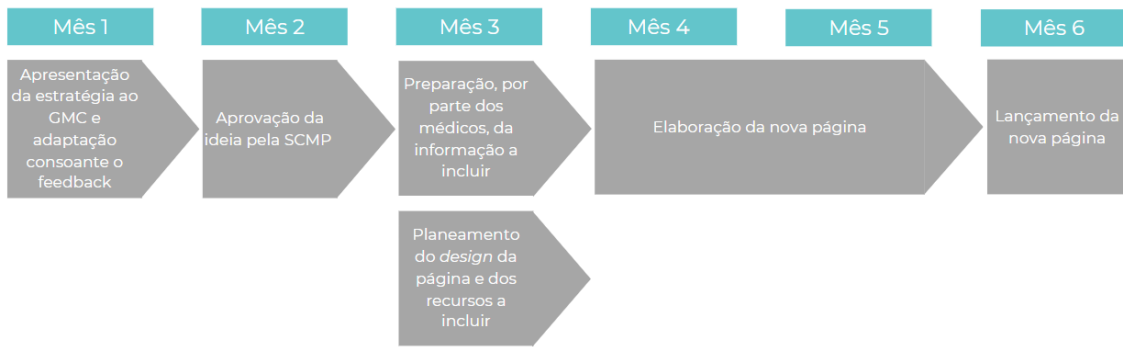 Mês 1
Mês 2
Mês 3
Mês 4
Mês 5
Mês 6
Apresentação
da estratégia ao
GMC e
adaptação
consoante o
feedback
Aprovação da
ideia pela SCMP
Preparação, por
parte dos
médicos, da
informação a
incluir
Elaboração da nova página
Lançamento da
nova página
Planeamento
do design da
página e dos
recursos a
incluir